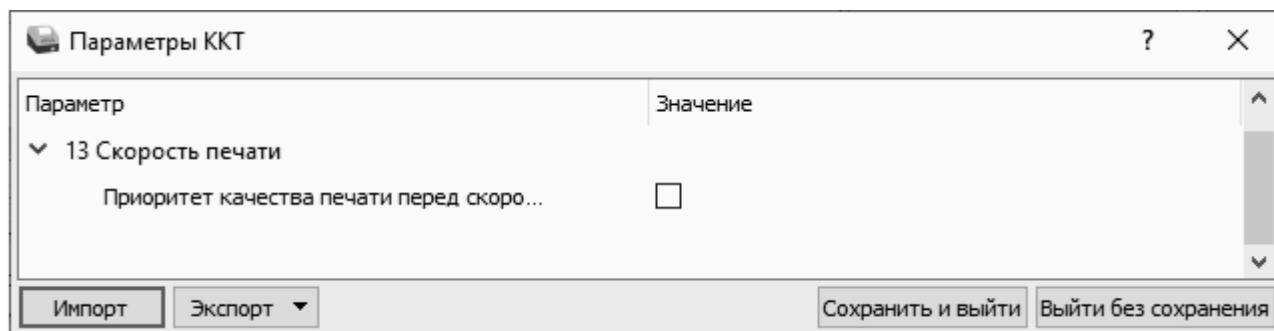 Параметры ККТ ?
Параметр Значение
13 Скорость печати
Приоритет качества печати перед скоро...
Импорт Экспорт Сохранить и выйти Выйти без сохранения